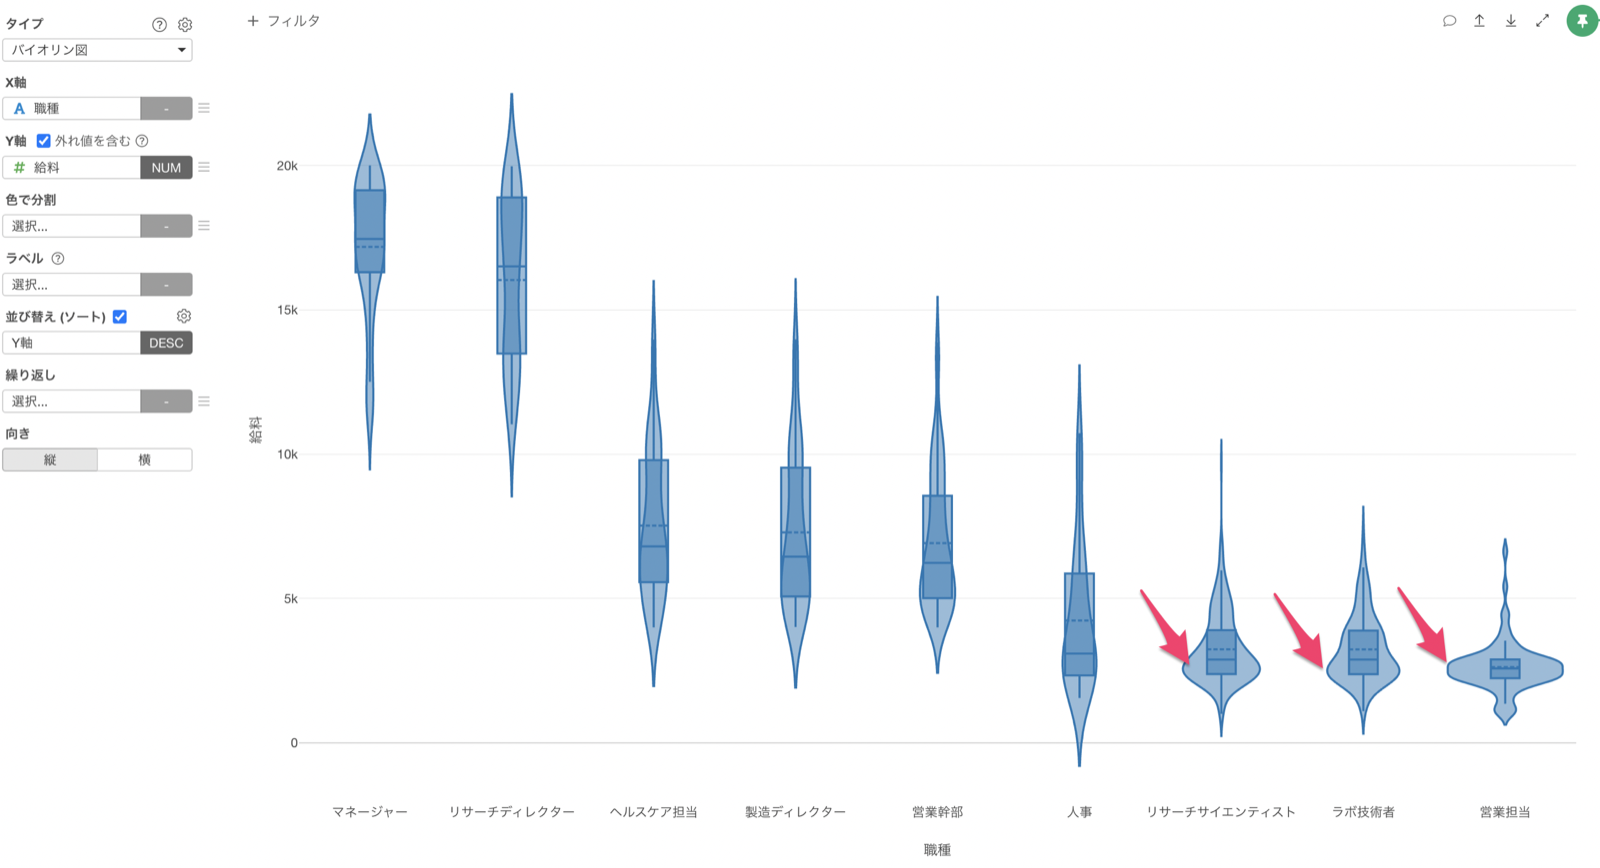 タイプ
バイオリン図
X軸
A 職種 -
Y軸 外れ値を含む
# 給料 NUM
色で分割
選択... -
ラベル
選択... -
並び替え (ソート)
Y軸 DESC
繰り返し
選択... -
向き
縦 横
+ フィルタ
20k
15k
10k
5k
0
給料
マネージャー リサーチディレクター ヘルスケア担当 製造ディレクター 営業幹部 人事 リサーチサイエンティスト ラボ技術者 営業担当
職種